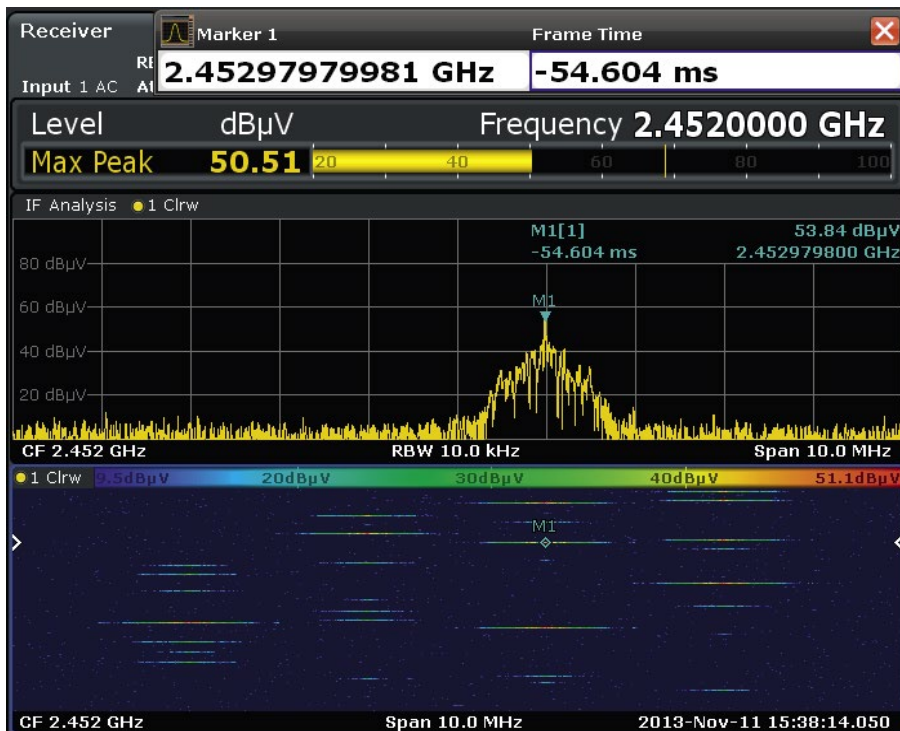 Receiver
Marker 1
Frame Time
2.45297979981 GHz
-54.604 ms
Input 1 AC
Level dBµV
Frequency 2.4520000 GHz
Max Peak 50.51
20 40 60 80 100
IF Analysis 1 Clrw
M1[1] 53.84 dBµV
-54.604 ms 2.452979800 GHz
80 dBµV
M1
60 dBµV
40 dBµV
20 dBµV
CF 2.452 GHz RBW 10.0 kHz Span 10.0 MHz
1 Clrw 9.5dBµV 20dBµV 30dBµV 40dBµV 51.1dBµV
M1
CF 2.452 GHz Span 10.0 MHz 2013-Nov-11 15:38:14.050